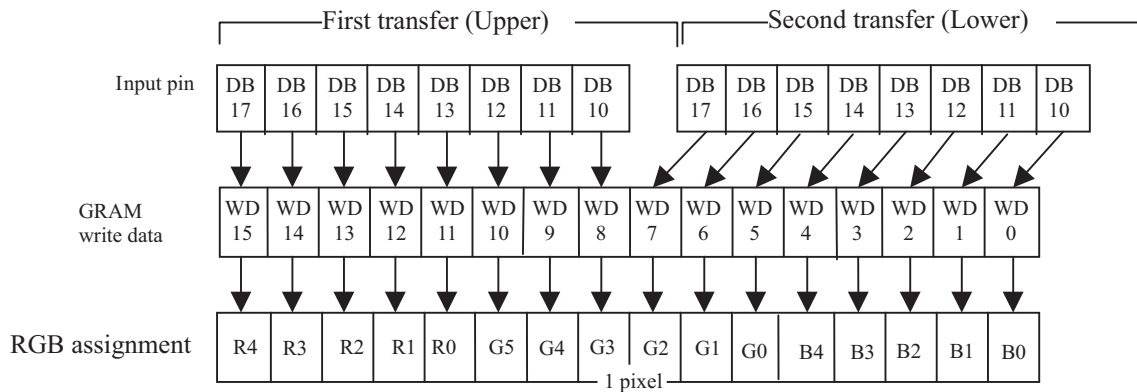 First transfer (Upper) Second transfer (Lower)
Input pin DB 17 DB 16 DB 15 DB 14 DB 13 DB 12 DB 11 DB 10 DB 17 DB 16 DB 15 DB 14 DB 13 DB 12 DB 11 DB 10
GRAM write data WD 15 WD 14 WD 13 WD 12 WD 11 WD 10 WD 9 WD 8 WD 7 WD 6 WD 5 WD 4 WD 3 WD 2 WD 1 WD 0
RGB assignment R4 R3 R2 R1 R0 G5 G4 G3 G2 G1 G0 B4 B3 B2 B1 B0
1 pixel